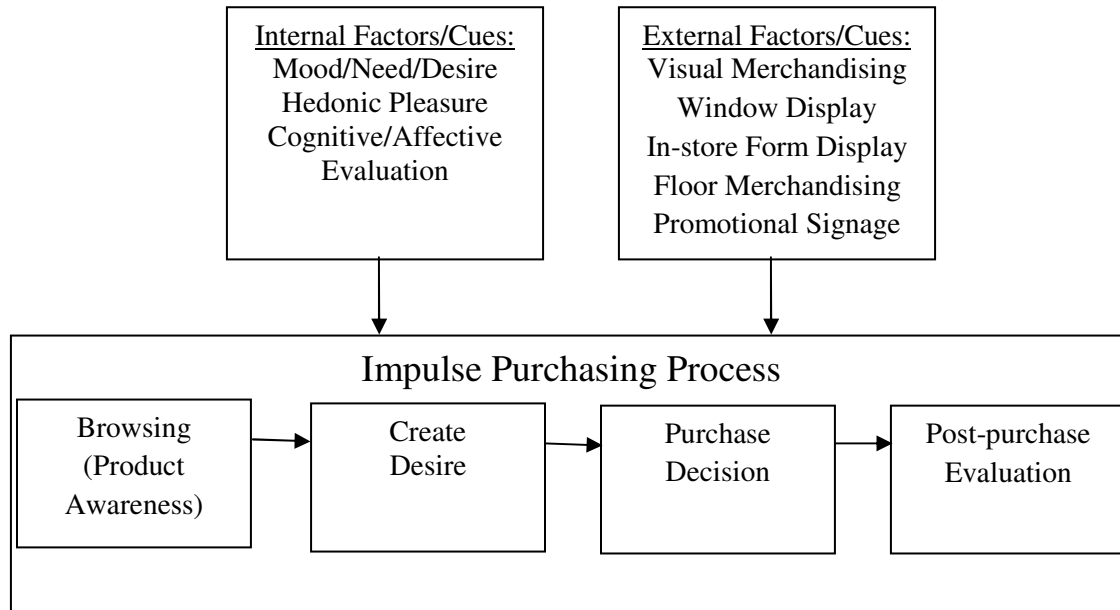 Internal Factors/Cues:
Mood/Need/Desire
Hedonic Pleasure
Cognitive/Affective
Evaluation
External Factors/Cues:
Visual Merchandising
Window Display
In-store Form Display
Floor Merchandising
Promotional Signage
Impulse Purchasing Process
Browsing
(Product
Awareness)
Create
Desire
Purchase
Decision
Post-purchase
Evaluation